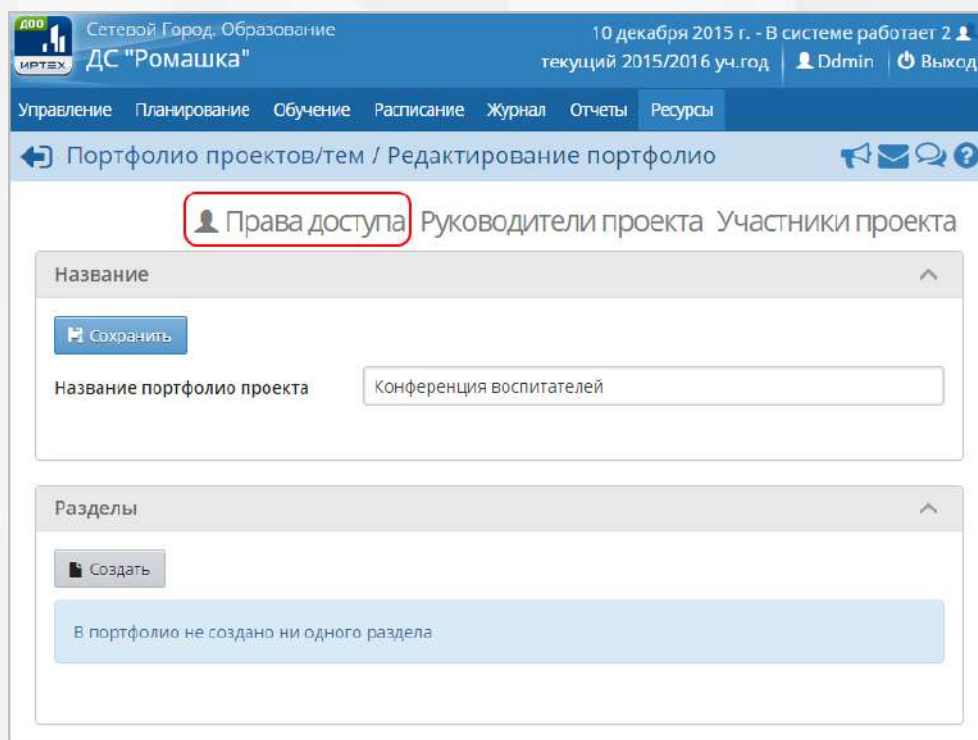 ДОО
ИРТЕХ
Сетевой Город. Образование
ДС "Ромашка"
10 декабря 2015 г. - В системе работает 2
текущий 2015/2016 уч.год Ddmin Выход
Управление Планирование Обучение Расписание Журнал Отчеты Ресурсы
Портфолио проектов/тем / Редактирование портфолио
Права доступа Руководители проекта Участники проекта
Название
Сохранить
Название портфолио проекта Конференция воспитателей
Разделы
Создать
В портфолио не создано ни одного раздела